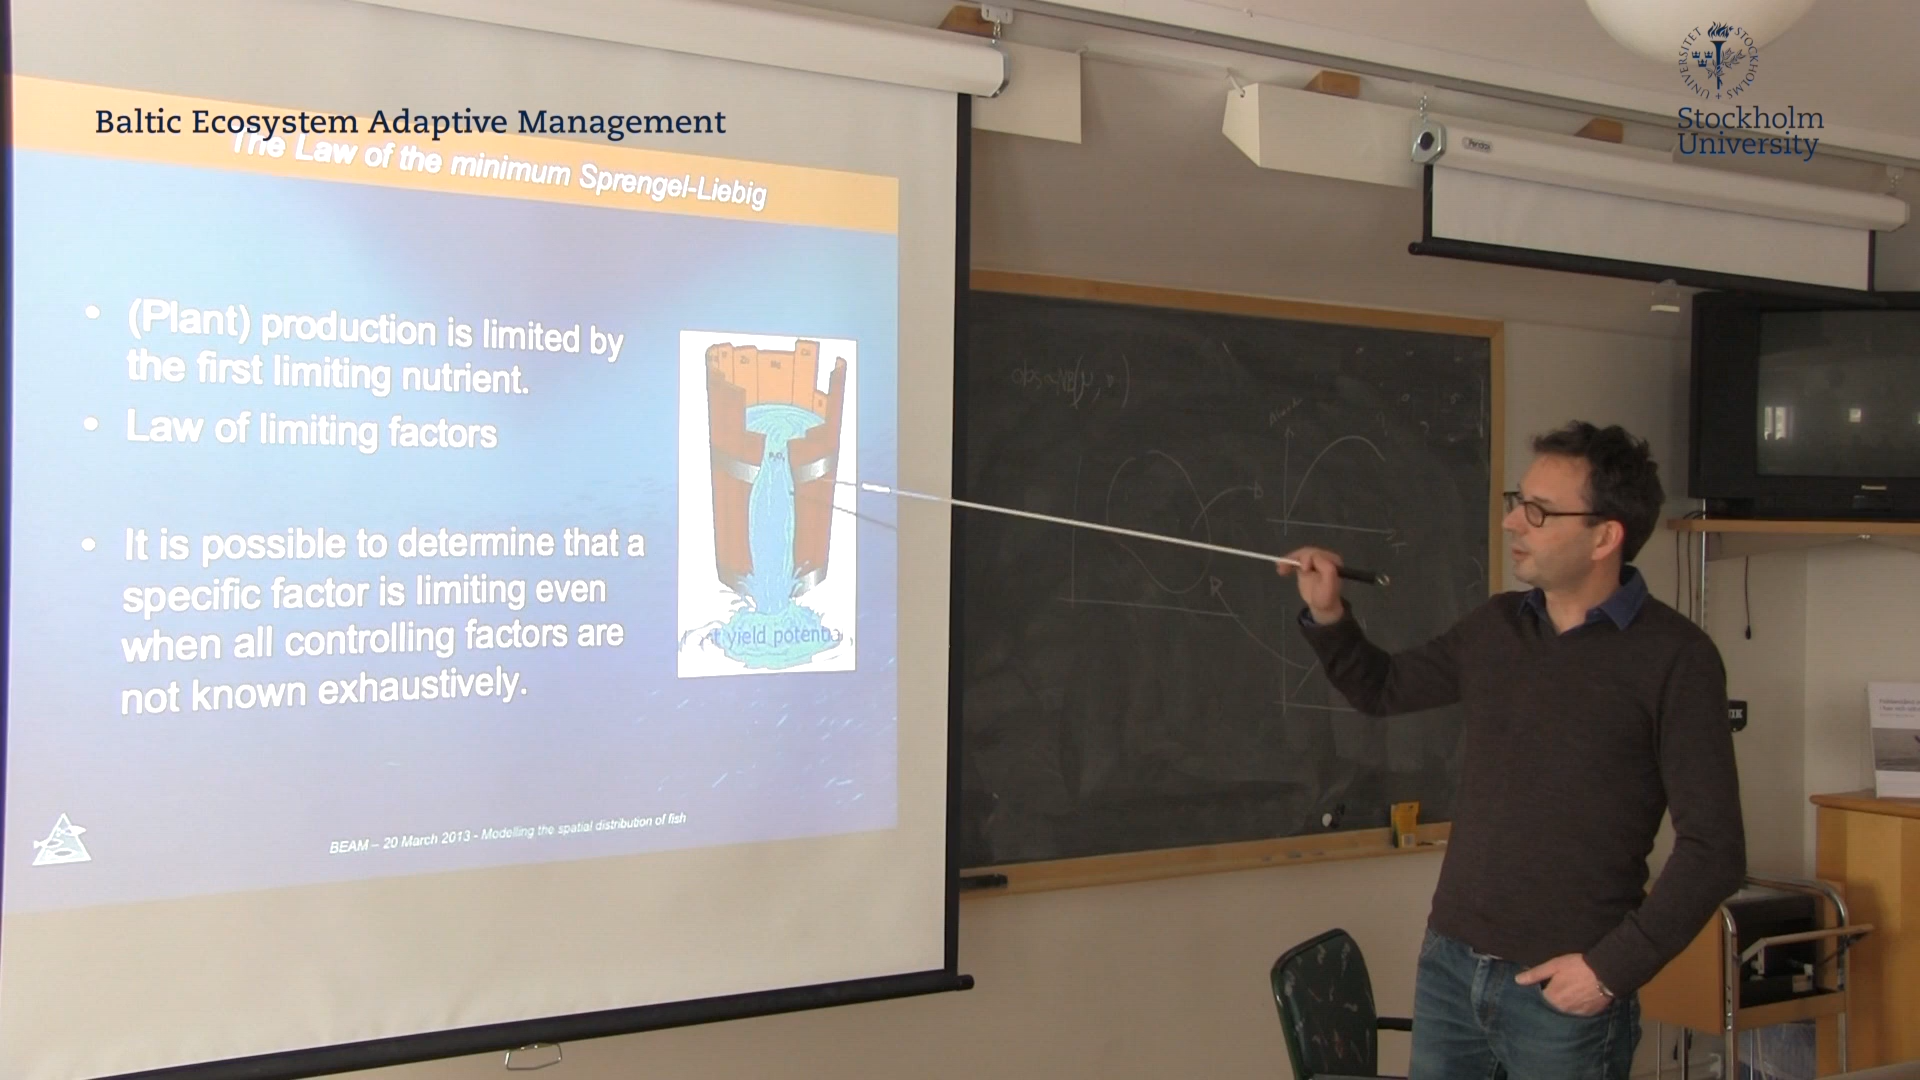 Baltic Ecosystem Adaptive Management
STOCKHOLMS UNIVERSITET
Stockholm
University
The Law of the minimum Sprengel-Liebig
• (Plant) production is limited by
the first limiting nutrient.
• Law of limiting factors
• It is possible to determine that a
specific factor is limiting even
when all controlling factors are
not known exhaustively.
yield potential
BEAM – 20 March 2013 - Modelling the spatial distribution of fish
Panasonic